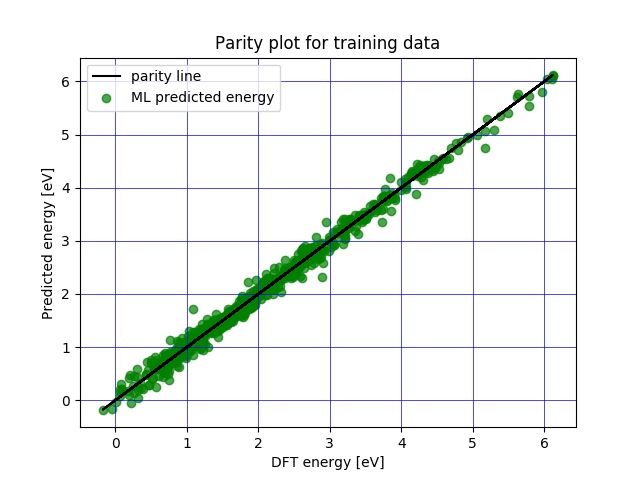 Parity plot for training data
parity line
ML predicted energy
Predicted energy [eV]
6
5
4
3
2
1
0
0 1 2 3 4 5 6
DFT energy [eV]